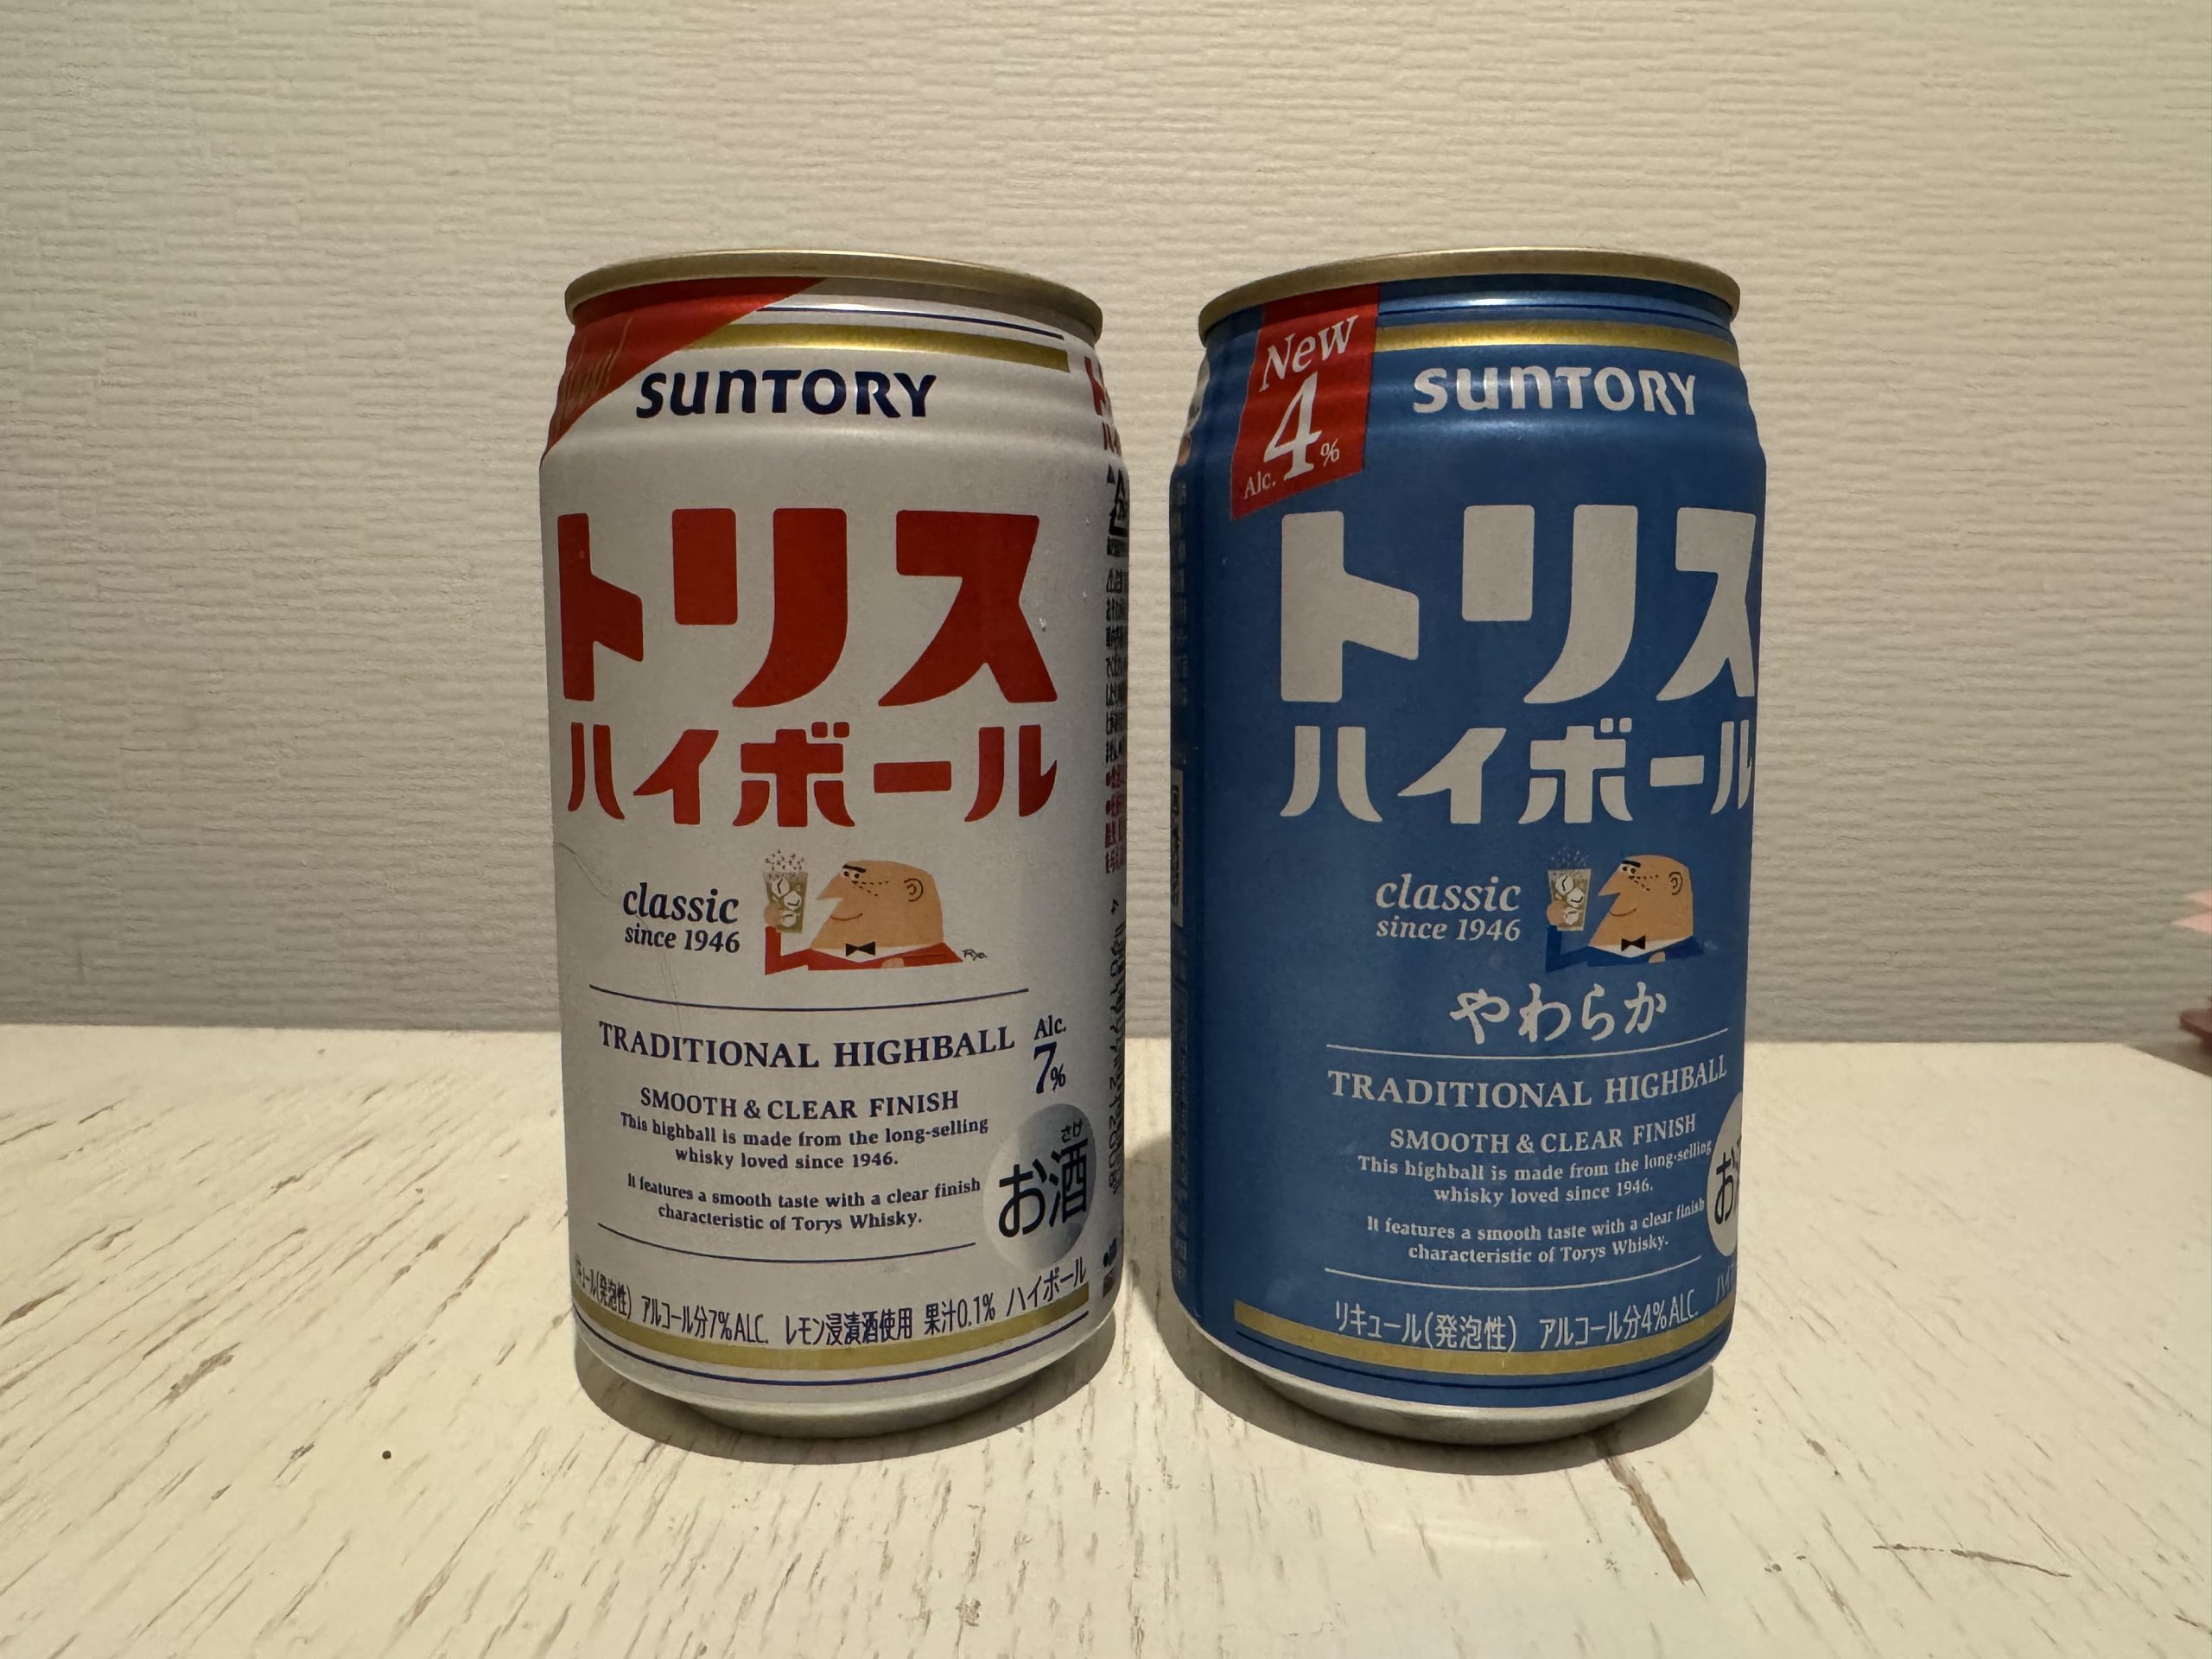 SUNTORY
トリス
ハイボール
classic
since 1946
TRADITIONAL HIGHBALL
Alc.
7%
SMOOTH & CLEAR FINISH
This highball is made from the long-selling
whisky loved since 1946.
It features a smooth taste with a clear finish
characteristic of Torys Whisky.
さけ
お酒
(発泡性) アルコール分7%ALC. レモン浸漬酒使用 果汁0.1% ハイボール
New
4%
Alc.
SUNTORY
トリス
ハイボール
classic
since 1946
やわらか
TRADITIONAL HIGHBALL
SMOOTH & CLEAR FINISH
This highball is made from the long-selling
whisky loved since 1946.
It features a smooth taste with a clear finish
characteristic of Torys Whisky.
お
リキュール(発泡性) アルコール分4%ALC.